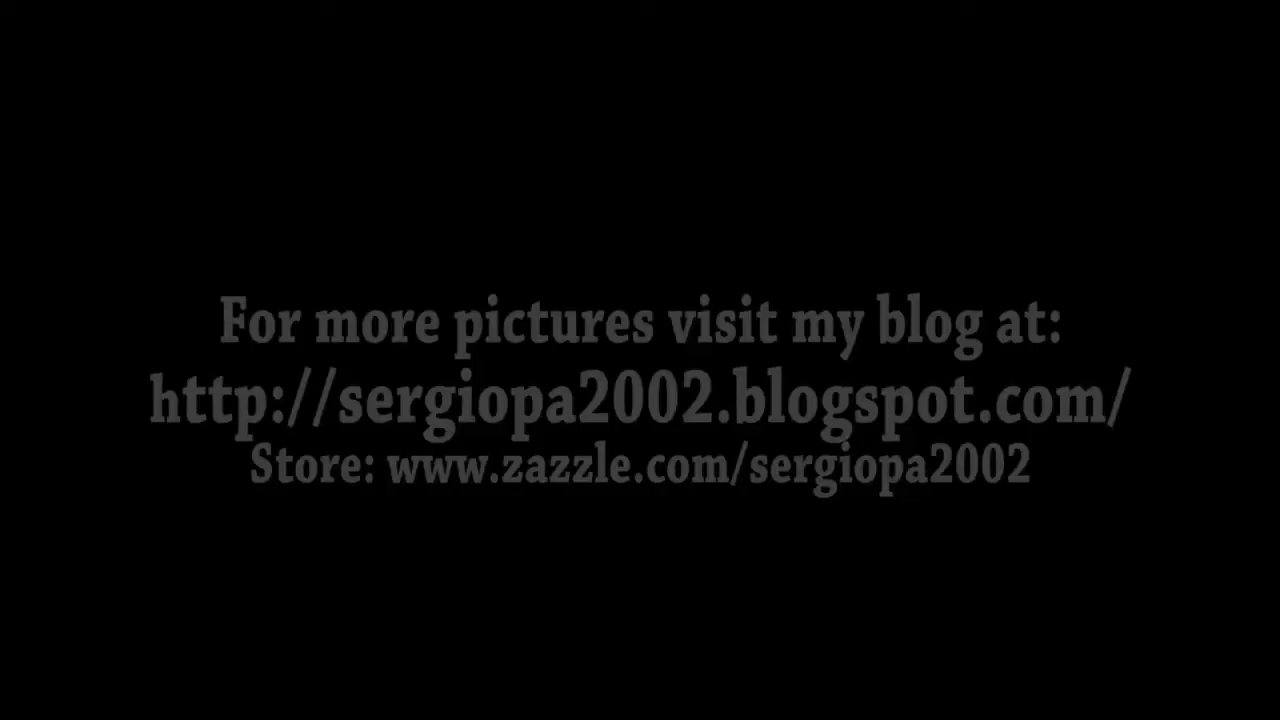 For more pictures visit my blog at:
http://sergiopa2002.blogspot.com/
Store: www.zazzle.com/sergiopa2002